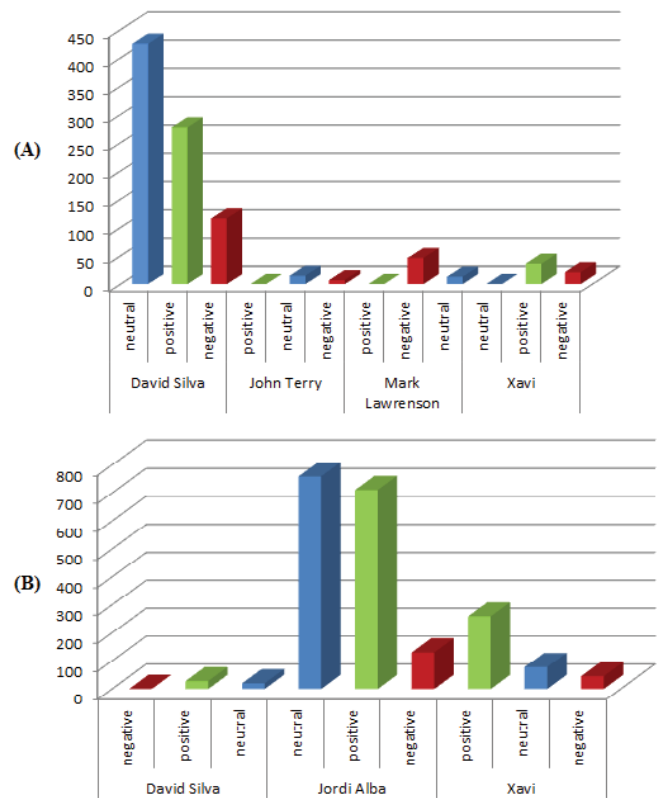 (A)
450
400
350
300
250
200
150
100
50
0
neutral
positive
negative
positive
neutral
negative
positive
negative
neutral
neutral
positive
negative
David Silva
John Terry
Mark
Lawrenson
Xavi
(B)
800
700
600
500
400
300
200
100
0
negative
positive
neutral
neutral
positive
negative
positive
neutral
negative
David Silva
Jordi Alba
Xavi